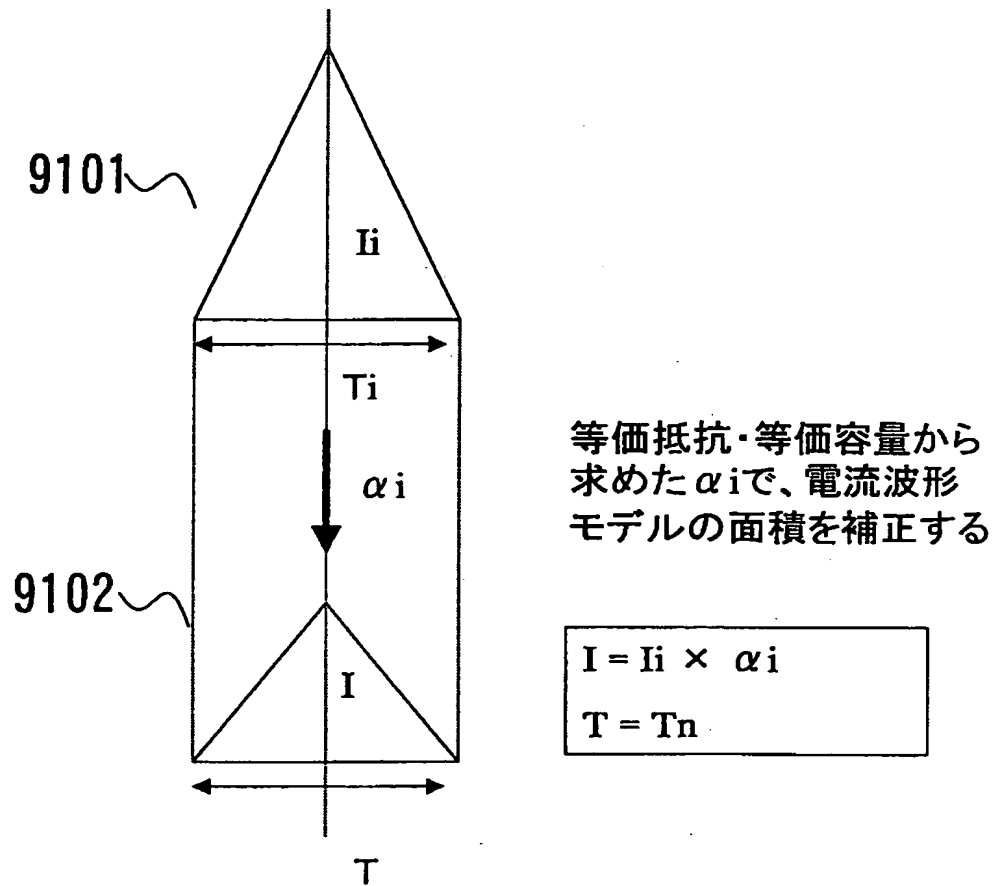 9101
Ii
Ti
αi
等価抵抗・等価容量から
求めたαiで、電流波形
モデルの面積を補正する
9102
I
I = Ii × αi
T = Tn
T